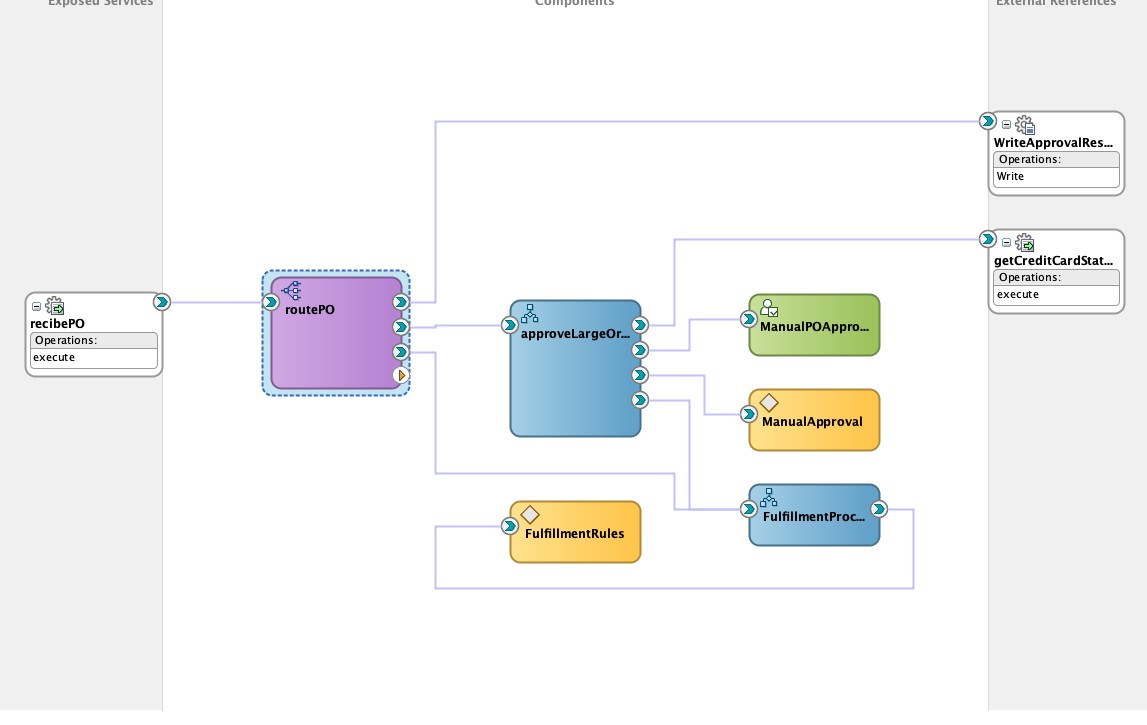 Exposed Services
Components
External References
WriteApprovalRes...
Operations:
Write
getCreditCardStat...
Operations:
execute
recibePO
Operations:
execute
routePO
approveLargeOr...
ManualPOAppro...
ManualApproval
FulfillmentProc...
FulfillmentRules